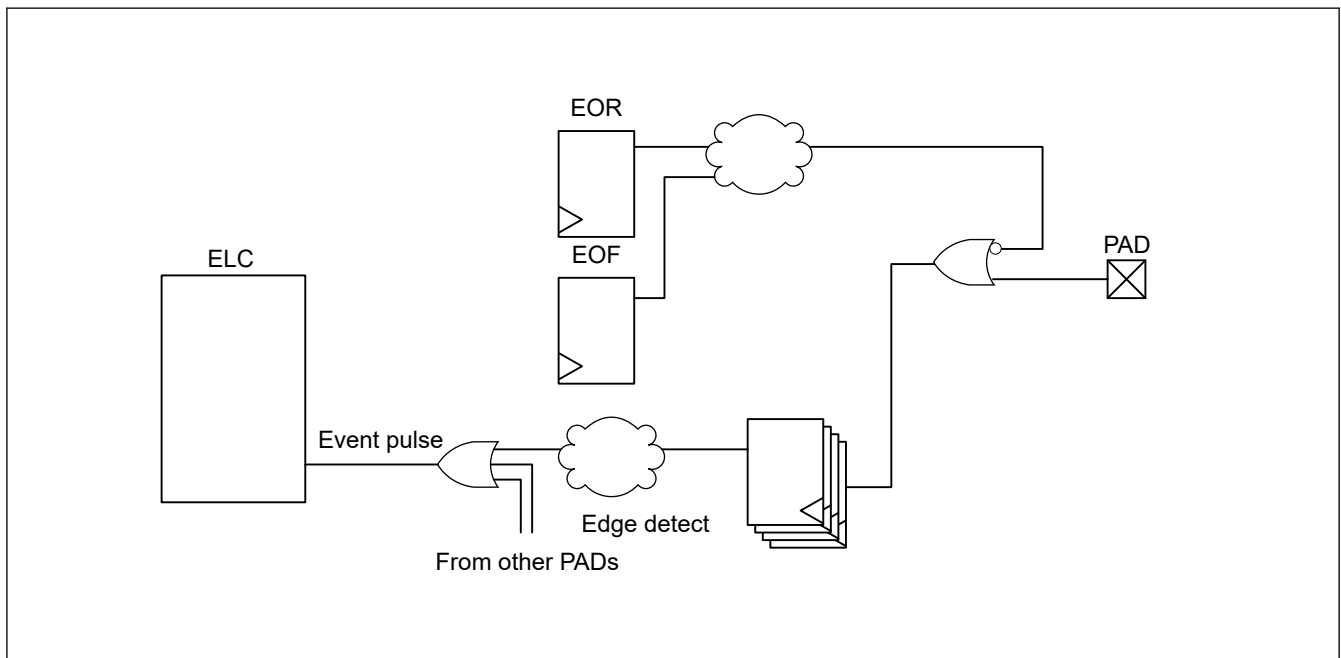 EOR
EOF
PAD
ELC
Event pulse
Edge detect
From other PADs